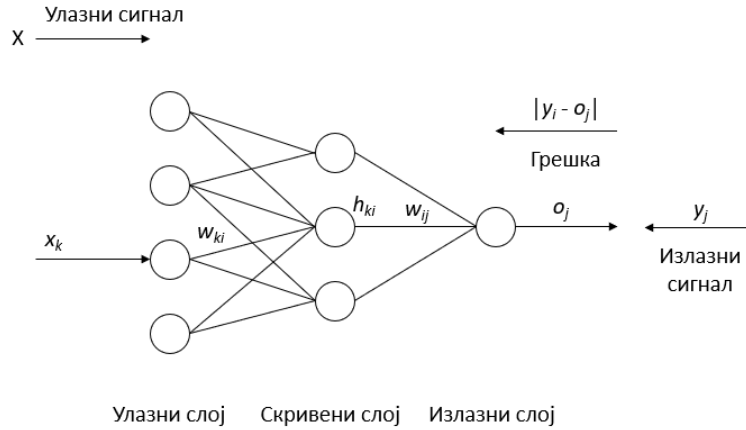 Улазни сигнал
X
|yᵢ - oⱼ|
Грешка
hₖᵢ
wᵢⱼ
oⱼ
yⱼ
xₖ
wₖᵢ
Излазни
сигнал
Улазни слој
Скривени слој
Излазни слој